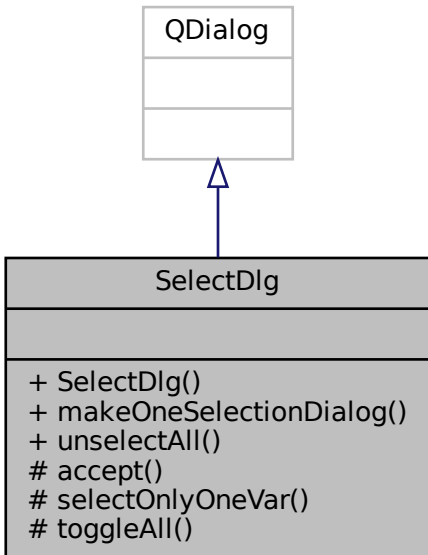 QDialog
SelectDlg
+ SelectDlg()
+ makeOneSelectionDialog()
+ unselectAll()
# accept()
# selectOnlyOneVar()
# toggleAll()